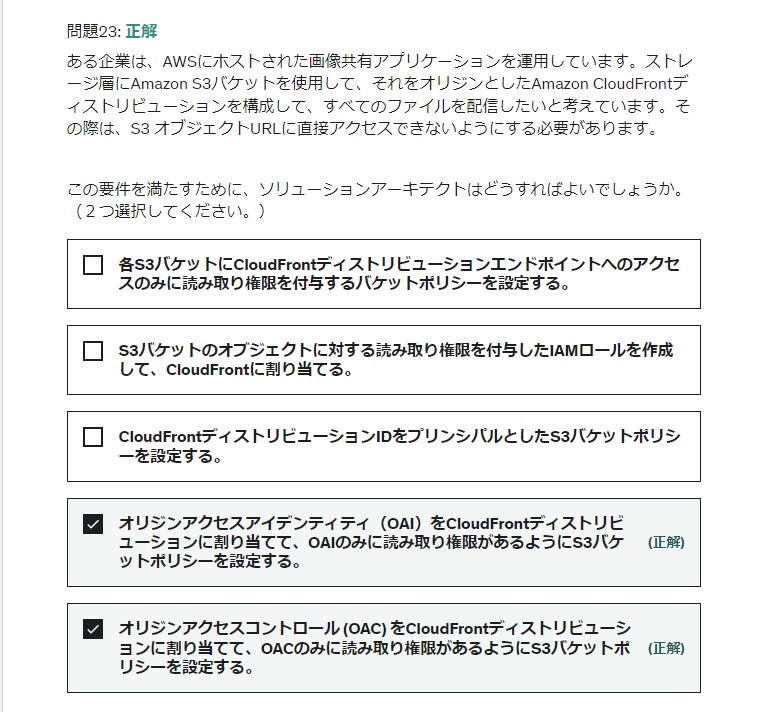 問題23: 正解
ある企業は、AWSにホストされた画像共有アプリケーションを運用しています。ストレ
ージ層にAmazon S3バケットを使用して、それをオリジンとしたAmazon CloudFrontデ
ィストリビューションを構成して、すべてのファイルを配信したいと考えています。そ
の際は、S3 オブジェクトURLに直接アクセスできないようにする必要があります。
この要件を満たすために、ソリューションアーキテクトはどうすればよいでしょうか。
（２つ選択してください。）
各S3バケットにCloudFrontディストリビューションエンドポイントへのアクセ
スのみに読み取り権限を付与するバケットポリシーを設定する。
S3バケットのオブジェクトに対する読み取り権限を付与したIAMロールを作成
して、CloudFrontに割り当てる。
CloudFrontディストリビューションIDをプリンシパルとしたS3バケットポリシ
ーを設定する。
オリジンアクセスアイデンティティ（OAI）をCloudFrontディストリビ
ューションに割り当てて、OAIのみに読み取り権限があるようにS3バケ
ットポリシーを設定する。
(正解)
オリジンアクセスコントロール (OAC) をCloudFrontディストリビューシ
ョンに割り当てて、OACのみに読み取り権限があるようにS3バケットポ
リシーを設定する。
(正解)